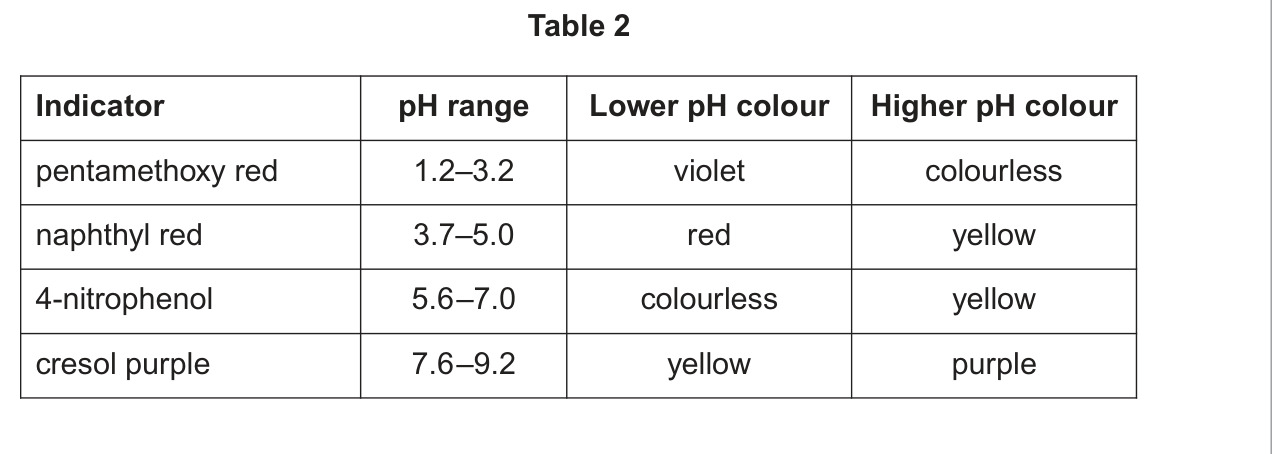 Table 2
Indicator pH range Lower pH colour Higher pH colour
pentamethoxy red 1.2–3.2 violet colourless
naphthyl red 3.7–5.0 red yellow
4-nitrophenol 5.6–7.0 colourless yellow
cresol purple 7.6–9.2 yellow purple